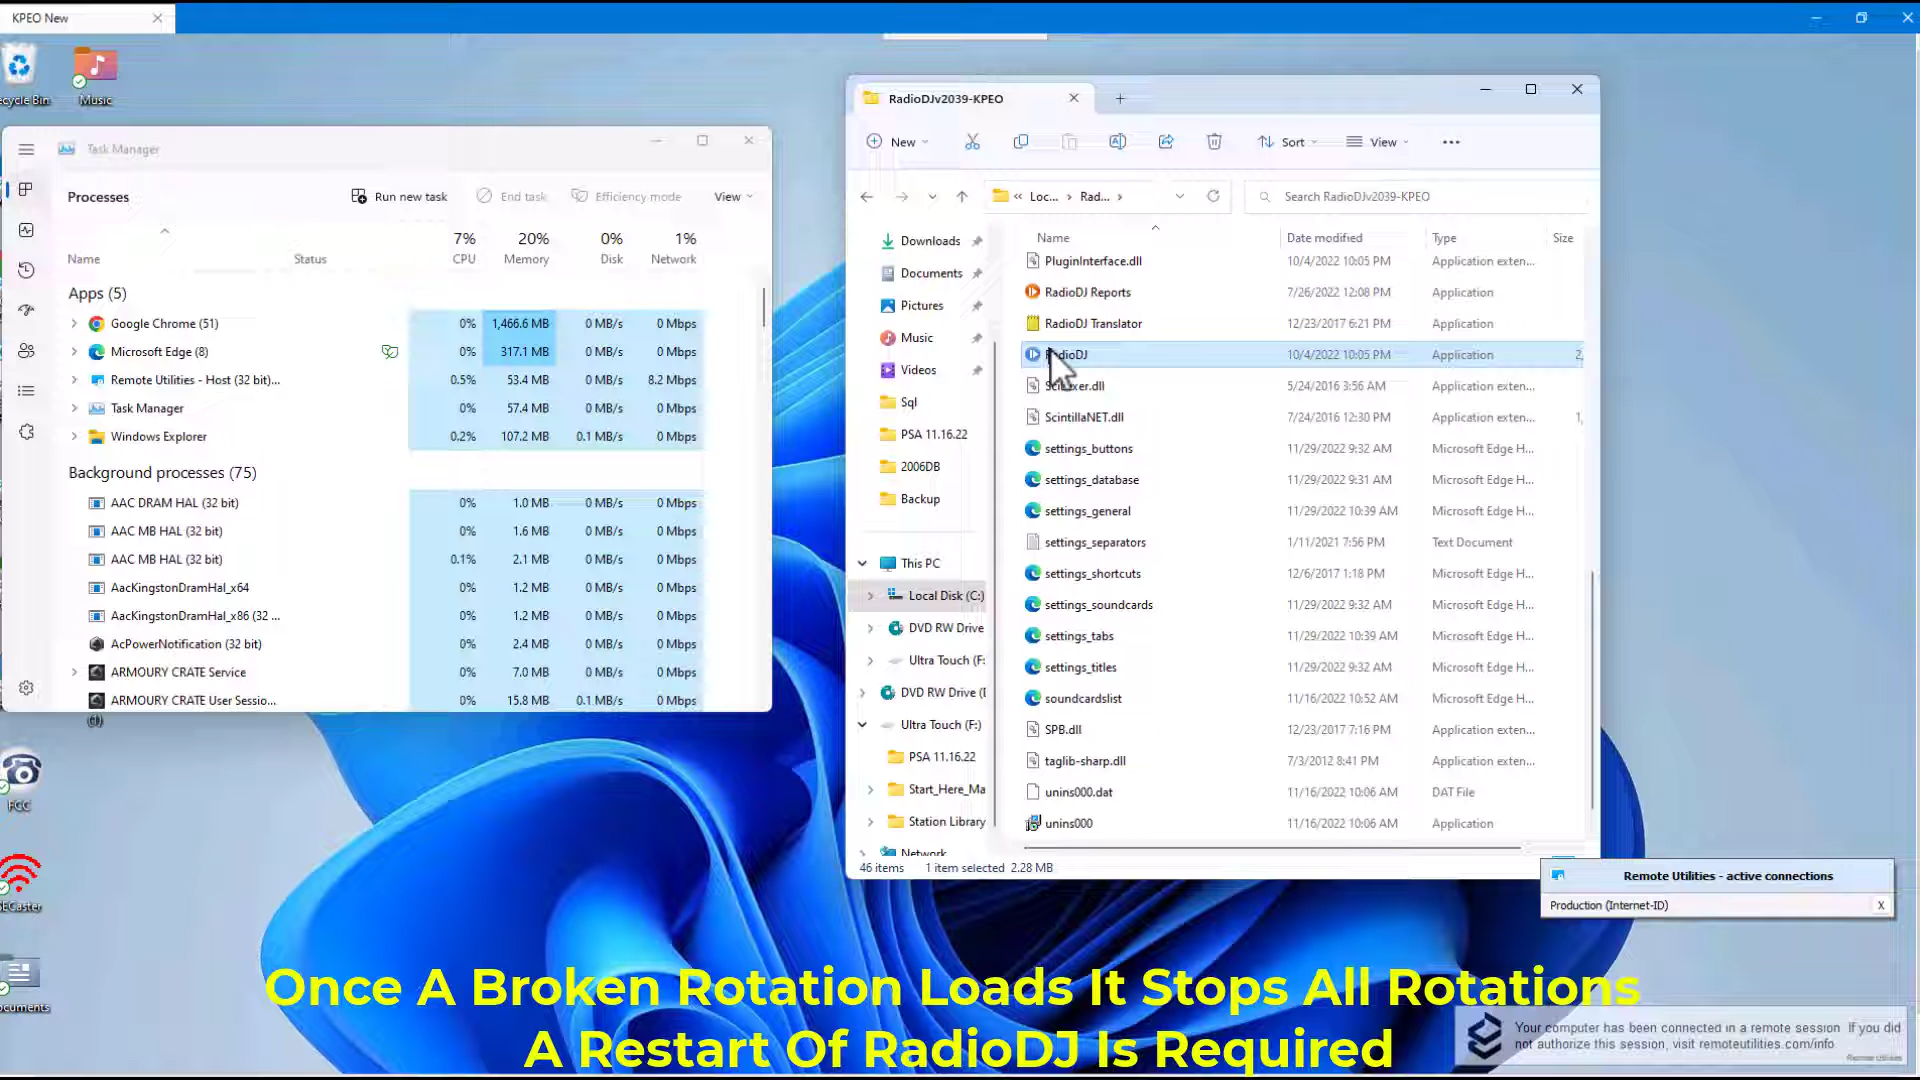 KPEO New
ecycle Bin
Music
Task Manager
Processes
Run new task
End task
Efficiency mode
View
7%
20%
0%
1%
Name
Status
CPU
Memory
Disk
Network
Apps (5)
Google Chrome (51)
0%
1,466.6 MB
0 MB/s
0 Mbps
Microsoft Edge (8)
0%
317.1 MB
0 MB/s
0 Mbps
Remote Utilities - Host (32 bit)...
0.5%
53.4 MB
0 MB/s
8.2 Mbps
Task Manager
0%
57.4 MB
0 MB/s
0 Mbps
Windows Explorer
0.2%
107.2 MB
0.1 MB/s
0 Mbps
Background processes (75)
AAC DRAM HAL (32 bit)
0%
1.0 MB
0 MB/s
0 Mbps
AAC MB HAL (32 bit)
0%
1.6 MB
0 MB/s
0 Mbps
AAC MB HAL (32 bit)
0.1%
2.1 MB
0 MB/s
0 Mbps
AacKingstonDramHal_x64
0%
1.2 MB
0 MB/s
0 Mbps
AacKingstonDramHal_x86 (32 ...
0%
1.2 MB
0 MB/s
0 Mbps
AcPowerNotification (32 bit)
0%
2.4 MB
0 MB/s
0 Mbps
ARMOURY CRATE Service
0%
7.0 MB
0 MB/s
0 Mbps
ARMOURY CRATE User Sessio...
0%
15.8 MB
0.1 MB/s
0 Mbps
(1)
FCC
SECaster
ocuments
RadioDJv2039-KPEO
New
Sort
View
« Loc... › Rad... ›
Search RadioDJv2039-KPEO
Downloads
Documents
Pictures
Music
Videos
Sql
PSA 11.16.22
2006DB
Backup
This PC
Local Disk (C:)
DVD RW Drive
Ultra Touch (F:
DVD RW Drive (I
Ultra Touch (F:)
PSA 11.16.22
Start_Here_Ma
Station Library
Network
Name
Date modified
Type
Size
PluginInterface.dll
10/4/2022 10:05 PM
Application exten...
RadioDJ Reports
7/26/2022 12:08 PM
Application
RadioDJ Translator
12/23/2017 6:21 PM
Application
RadioDJ
10/4/2022 10:05 PM
Application
2,
SciLexer.dll
5/24/2016 3:56 AM
Application exten...
ScintillaNET.dll
7/24/2016 12:30 PM
Application exten...
1,
settings_buttons
11/29/2022 9:32 AM
Microsoft Edge H...
settings_database
11/29/2022 9:31 AM
Microsoft Edge H...
settings_general
11/29/2022 10:39 AM
Microsoft Edge H...
settings_separators
1/11/2021 7:56 PM
Text Document
settings_shortcuts
12/6/2017 1:18 PM
Microsoft Edge H...
settings_soundcards
11/29/2022 9:32 AM
Microsoft Edge H...
settings_tabs
11/29/2022 10:39 AM
Microsoft Edge H...
settings_titles
11/29/2022 9:32 AM
Microsoft Edge H...
soundcardslist
11/16/2022 10:52 AM
Microsoft Edge H...
SPB.dll
12/23/2017 7:16 PM
Application exten...
taglib-sharp.dll
7/3/2012 8:41 PM
Application exten...
unins000.dat
11/16/2022 10:06 AM
DAT File
unins000
11/16/2022 10:06 AM
Application
46 items
1 item selected 2.28 MB
Remote Utilities - active connections
Production (Internet-ID)
X
Once A Broken Rotation Loads It Stops All Rotations
A Restart Of RadioDJ Is Required
Your computer has been connected in a remote session. If you did
not authorize this session, visit remoteutilities.com/info
Remote Utilities